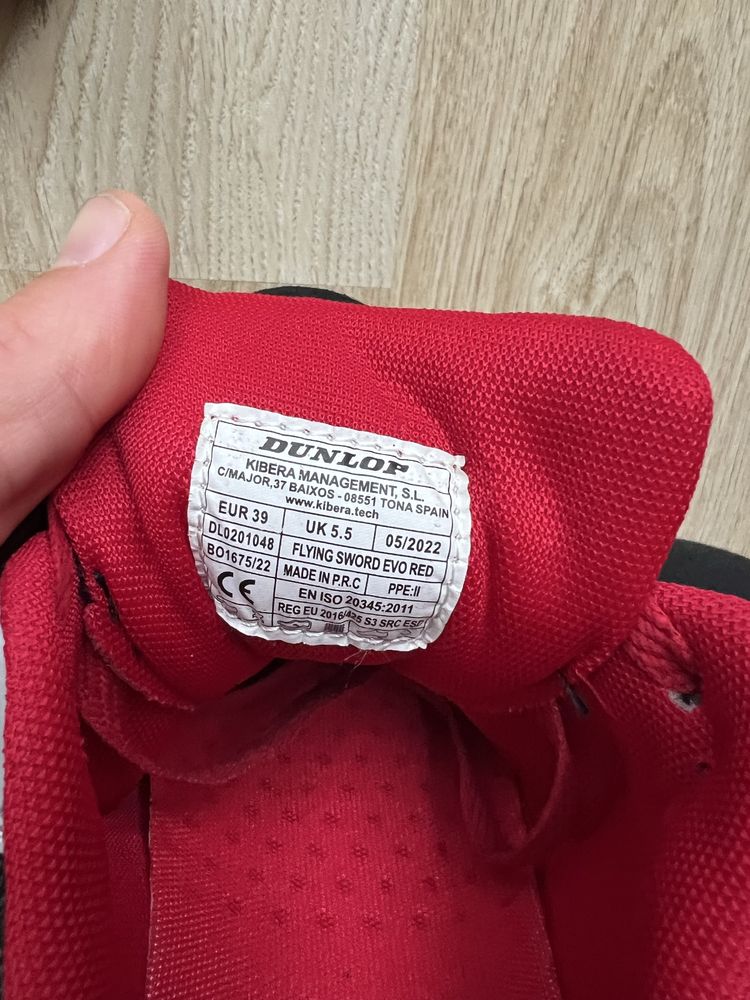 DUNLOP
KIBERA MANAGEMENT, S.L.
C/MAJOR,37 BAIXOS - 08551 TONA SPAIN
www.kibera.tech
EUR 39 UK 5.5 05/2022
DL0201048 FLYING SWORD EVO RED
BO1675/22 MADE IN P.R.C PPE:II
CE EN ISO 20345:2011
REG EU 2016/425 S3 SRC ESD